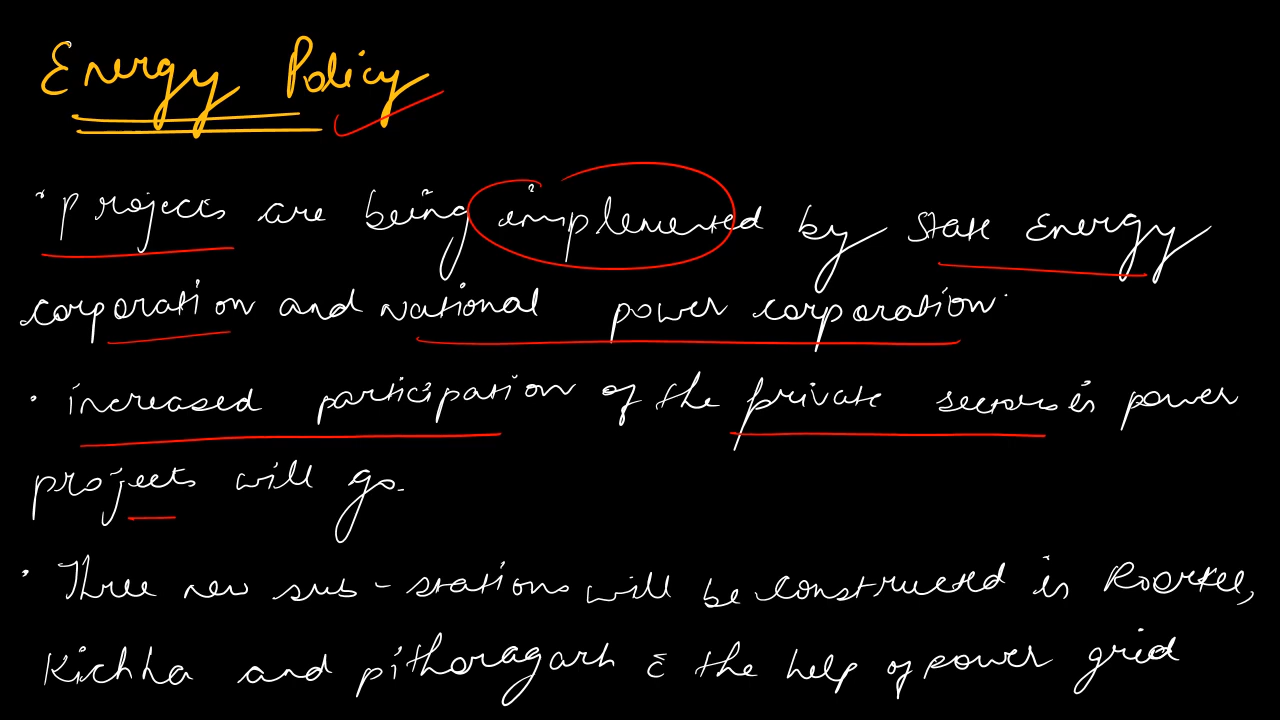 Energy Policy
• Projects are being implemented by State Energy
corporation and National power corporation.
• increased participation of the private sectors in power
projects will go.
• Three new sub-stations will be constructed in Roorkee,
Kichha and pithoragarh & the help of power grid